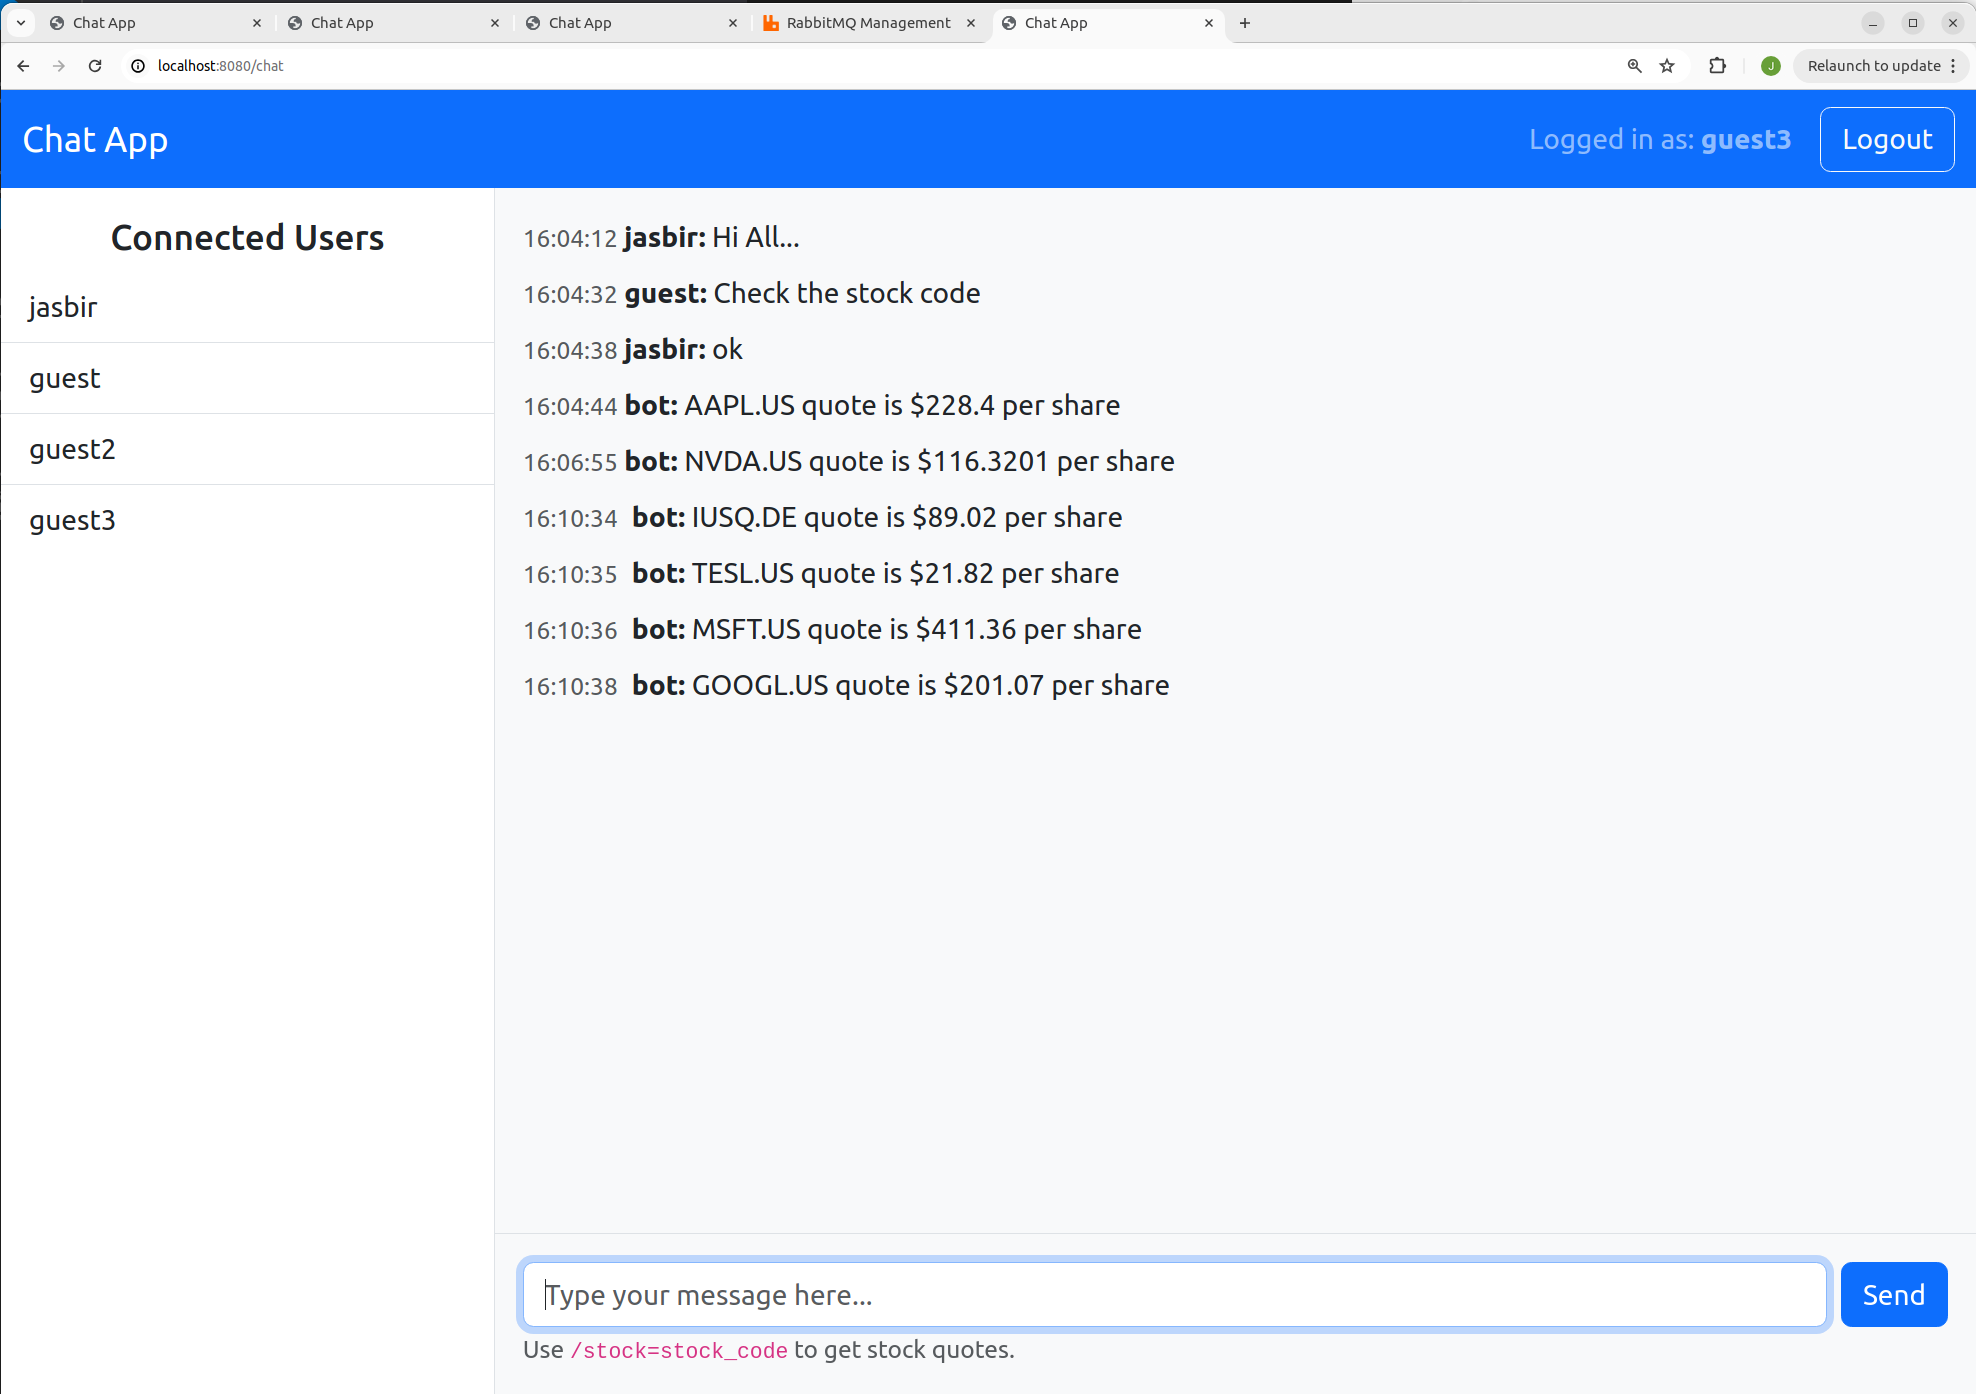 Chat App
Chat App
Chat App
RabbitMQ Management
Chat App
localhost:8080/chat
J
Relaunch to update
Chat App
Logged in as: guest3
Logout
Connected Users
jasbir
guest
guest2
guest3
16:04:12 jasbir: Hi All...
16:04:32 guest: Check the stock code
16:04:38 jasbir: ok
16:04:44 bot: AAPL.US quote is $228.4 per share
16:06:55 bot: NVDA.US quote is $116.3201 per share
16:10:34 bot: IUSQ.DE quote is $89.02 per share
16:10:35 bot: TESL.US quote is $21.82 per share
16:10:36 bot: MSFT.US quote is $411.36 per share
16:10:38 bot: GOOGL.US quote is $201.07 per share
Type your message here...
Send
Use /stock=stock_code to get stock quotes.